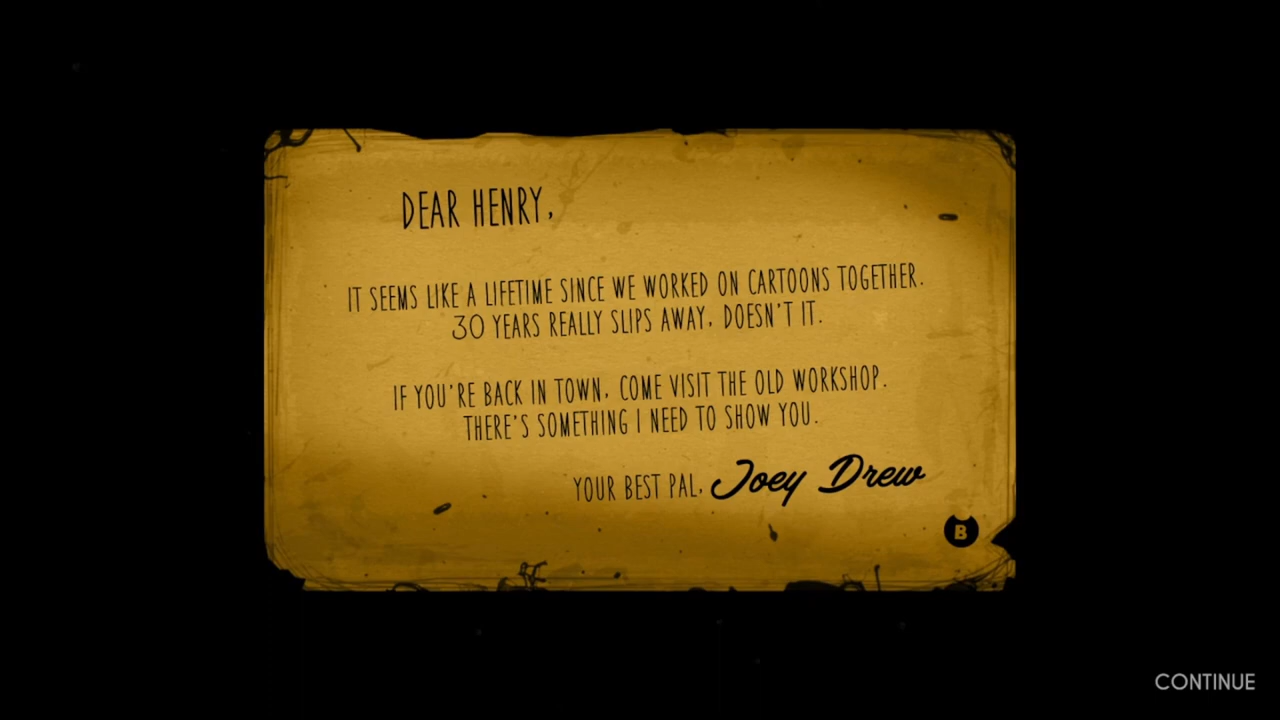 DEAR HENRY,
IT SEEMS LIKE A LIFETIME SINCE WE WORKED ON CARTOONS TOGETHER.
30 YEARS REALLY SLIPS AWAY, DOESN'T IT.
IF YOU'RE BACK IN TOWN, COME VISIT THE OLD WORKSHOP.
THERE'S SOMETHING I NEED TO SHOW YOU.
YOUR BEST PAL, Joey Drew
B
CONTINUE